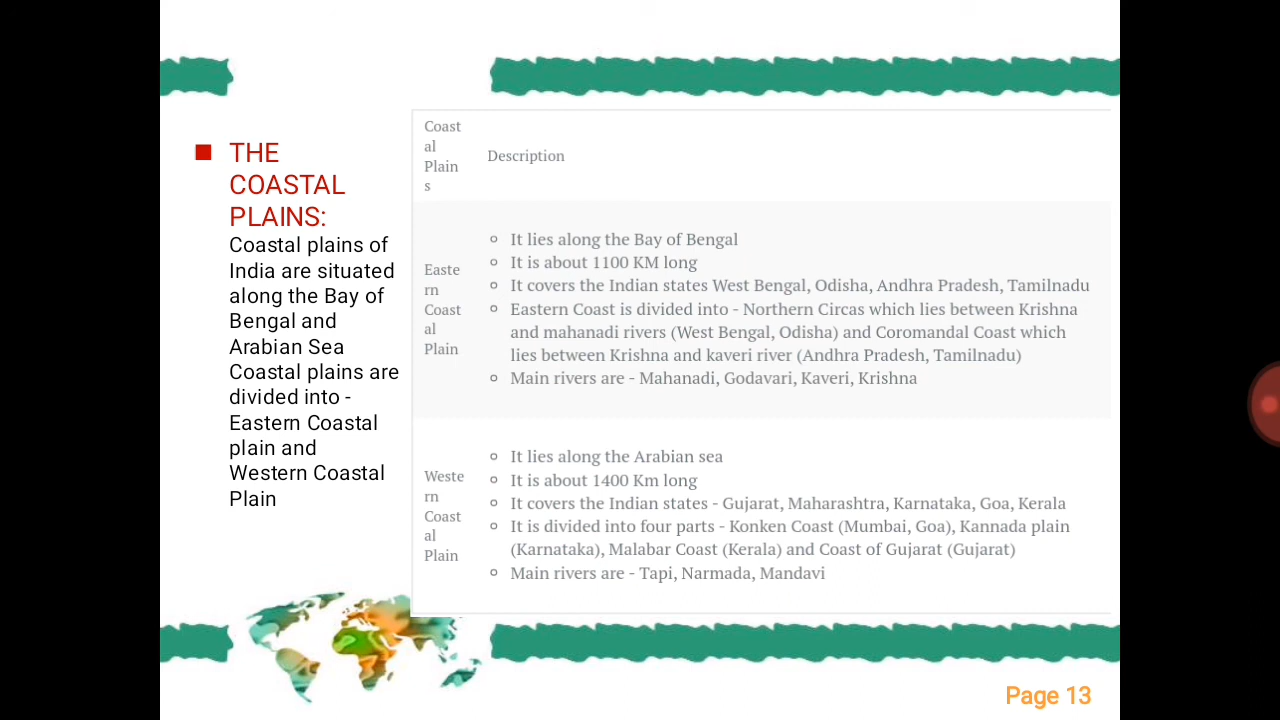 THE
COASTAL
PLAINS:
Coastal plains of
India are situated
along the Bay of
Bengal and
Arabian Sea
Coastal plains are
divided into -
Eastern Coastal
plain and
Western Coastal
Plain
Coast
al
Plain
s
Description
Easte
rn
Coast
al
Plain
It lies along the Bay of Bengal
It is about 1100 KM long
It covers the Indian states West Bengal, Odisha, Andhra Pradesh, Tamilnadu
Eastern Coast is divided into - Northern Circas which lies between Krishna
and mahanadi rivers (West Bengal, Odisha) and Coromandal Coast which
lies between Krishna and kaveri river (Andhra Pradesh, Tamilnadu)
Main rivers are - Mahanadi, Godavari, Kaveri, Krishna
Weste
rn
Coast
al
Plain
It lies along the Arabian sea
It is about 1400 Km long
It covers the Indian states - Gujarat, Maharashtra, Karnataka, Goa, Kerala
It is divided into four parts - Konken Coast (Mumbai, Goa), Kannada plain
(Karnataka), Malabar Coast (Kerala) and Coast of Gujarat (Gujarat)
Main rivers are - Tapi, Narmada, Mandavi
Page 13